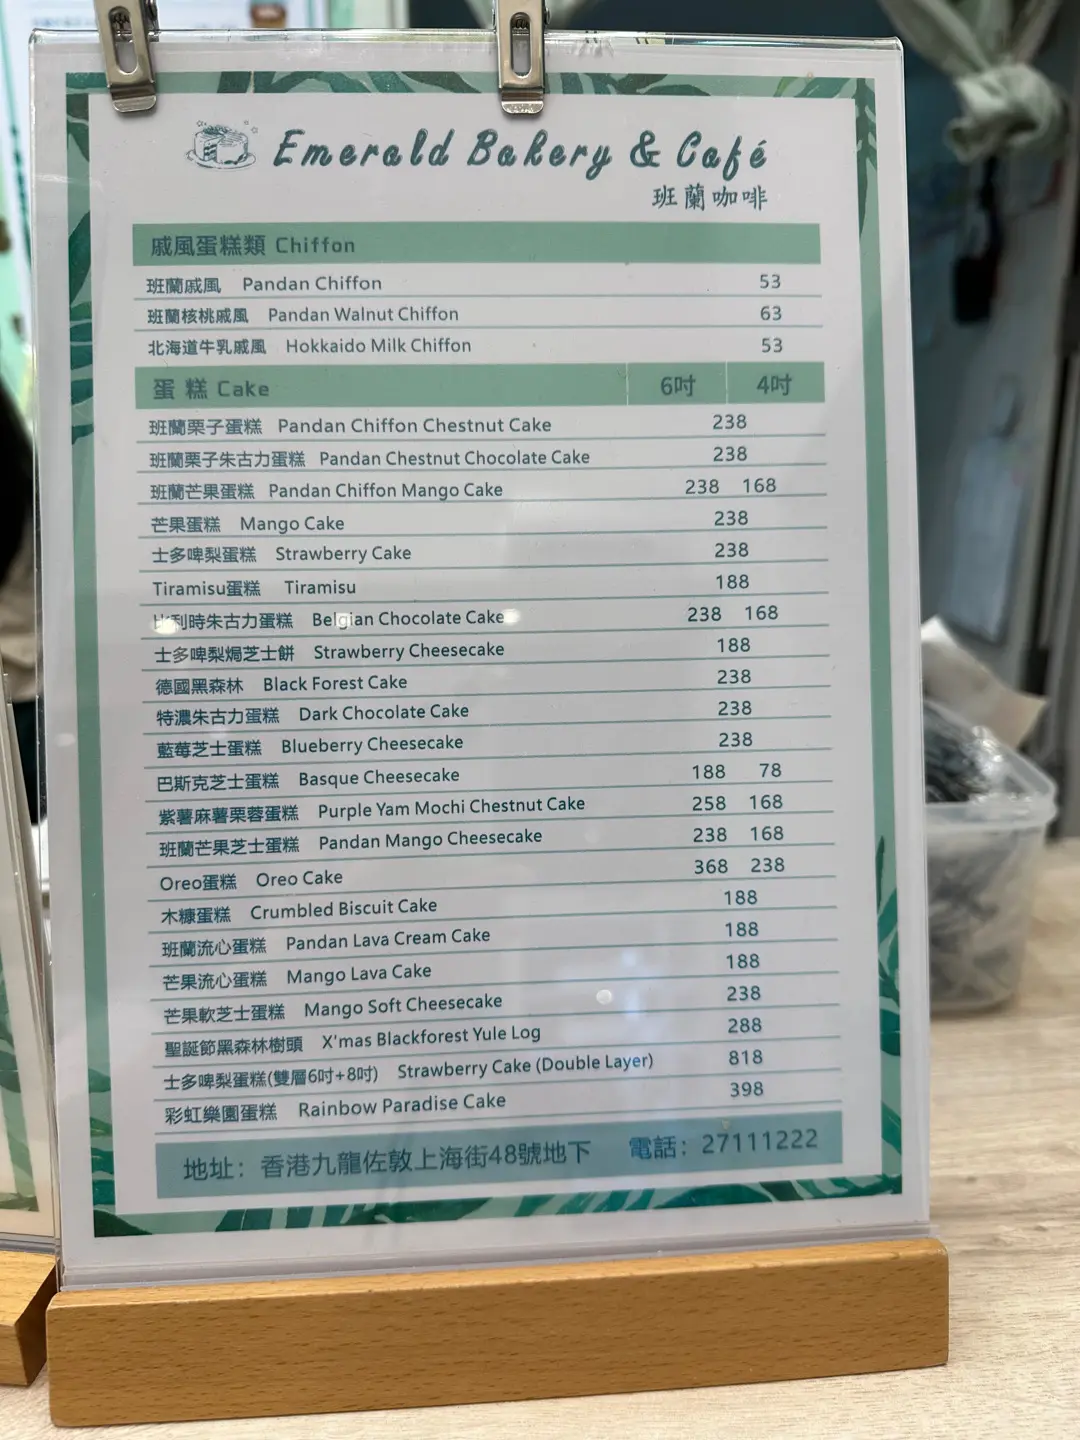 Emerald Bakery & Café
班蘭咖啡
戚風蛋糕類 Chiffon
班蘭戚風 Pandan Chiffon 53
班蘭核桃戚風 Pandan Walnut Chiffon 63
北海道牛乳戚風 Hokkaido Milk Chiffon 53
蛋 糕 Cake 6吋 4吋
班蘭栗子蛋糕 Pandan Chiffon Chestnut Cake 238
班蘭栗子朱古力蛋糕 Pandan Chestnut Chocolate Cake 238
班蘭芒果蛋糕 Pandan Chiffon Mango Cake 238 168
芒果蛋糕 Mango Cake 238
士多啤梨蛋糕 Strawberry Cake 238
Tiramisu蛋糕 Tiramisu 188
比利時朱古力蛋糕 Belgian Chocolate Cake 238 168
士多啤梨焗芝士餅 Strawberry Cheesecake 188
德國黑森林 Black Forest Cake 238
特濃朱古力蛋糕 Dark Chocolate Cake 238
藍莓芝士蛋糕 Blueberry Cheesecake 238
巴斯克芝士蛋糕 Basque Cheesecake 188 78
紫薯麻薯栗蓉蛋糕 Purple Yam Mochi Chestnut Cake 258 168
班蘭芒果芝士蛋糕 Pandan Mango Cheesecake 238 168
Oreo蛋糕 Oreo Cake 368 238
木糠蛋糕 Crumbled Biscuit Cake 188
班蘭流心蛋糕 Pandan Lava Cream Cake 188
芒果流心蛋糕 Mango Lava Cake 188
芒果軟芝士蛋糕 Mango Soft Cheesecake 238
聖誕節黑森林樹頭 X'mas Blackforest Yule Log 288
士多啤梨蛋糕(雙層6吋+8吋) Strawberry Cake (Double Layer) 818
彩虹樂園蛋糕 Rainbow Paradise Cake 398
地址：香港九龍佐敦上海街48號地下 電話：27111222